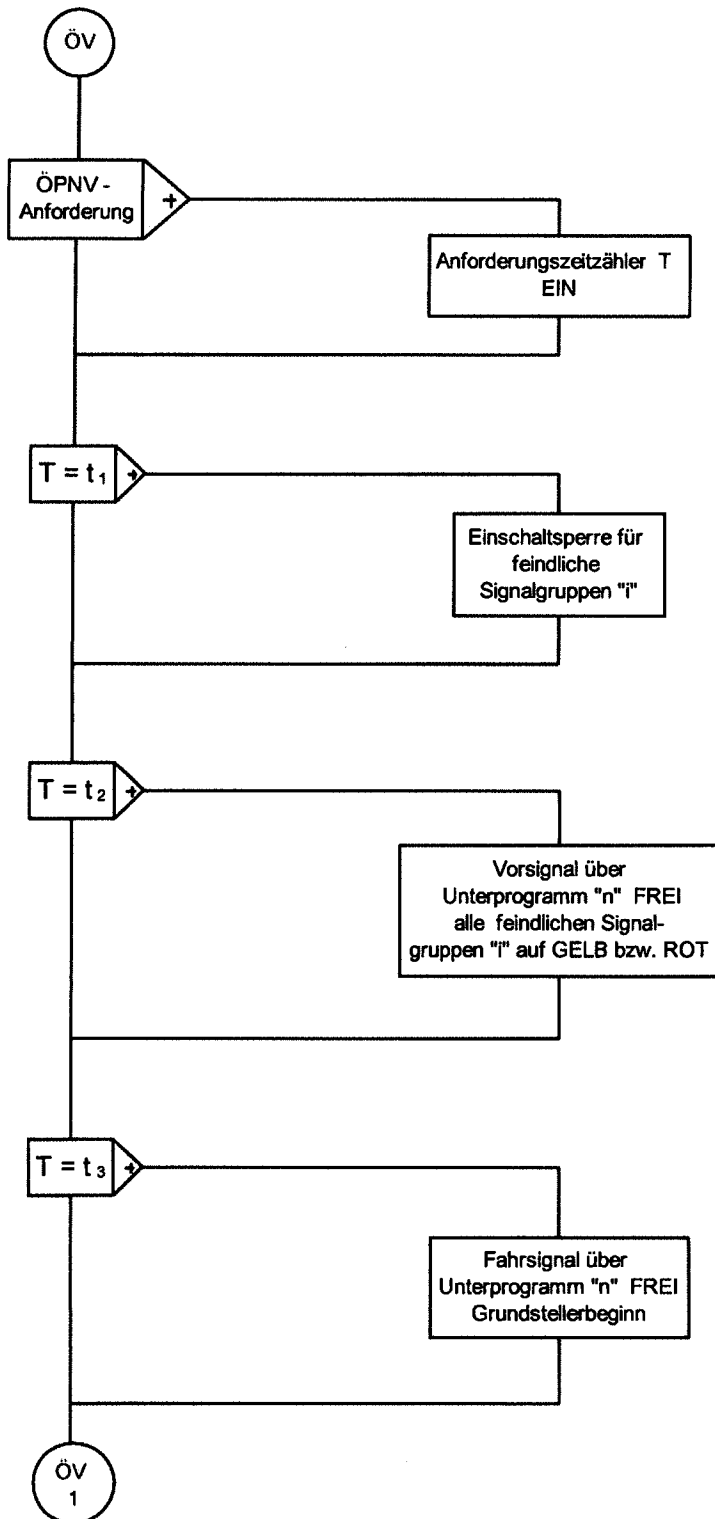 ÖV
ÖPNV -
Anforderung
+
Anforderungszeitzähler T
EIN
T = t₁
+
Einschaltsperre für
feindliche
Signalgruppen "i"
T = t₂
+
Vorsignal über
Unterprogramm "n" FREI
alle feindlichen Signal-
gruppen "i" auf GELB bzw. ROT
T = t₃
+
Fahrsignal über
Unterprogramm "n" FREI
Grundstellerbeginn
ÖV
1